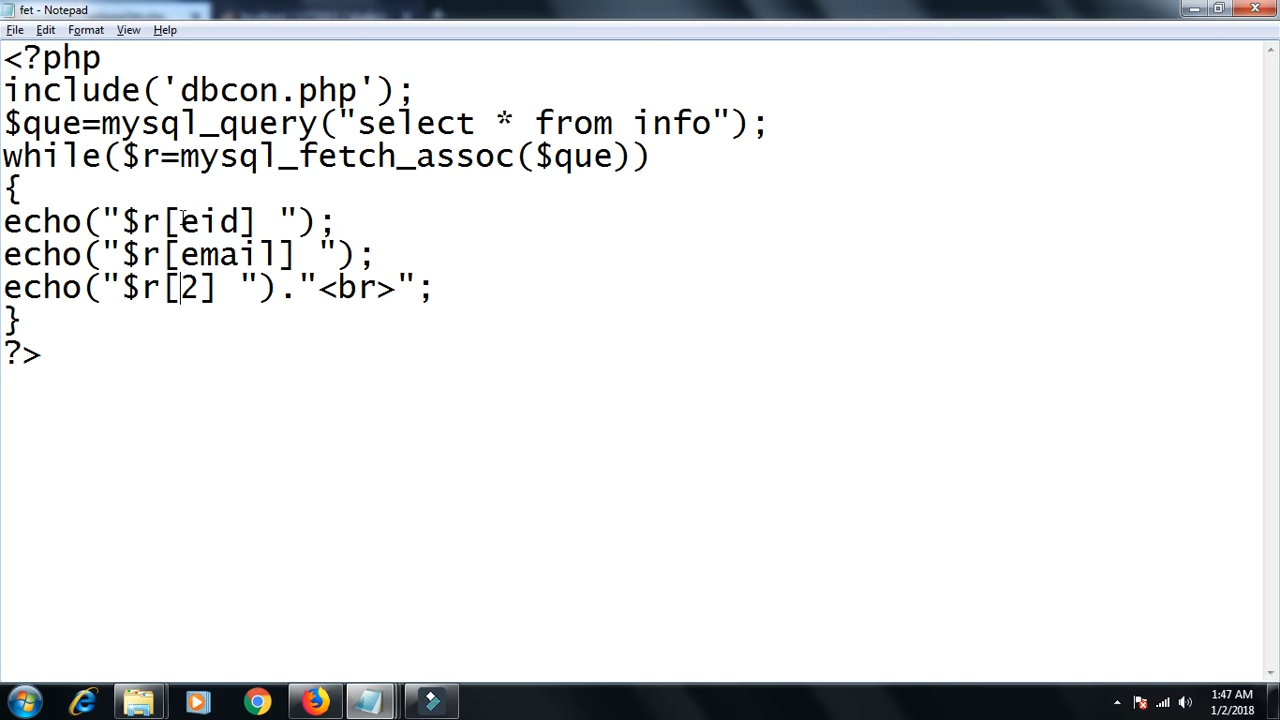 fet - Notepad
File Edit Format View Help
<?php
include('dbcon.php');
$que=mysql_query("select * from info");
while($r=mysql_fetch_assoc($que))
{
echo("$r[eid] ");
echo("$r[email] ");
echo("$r[2] ")."<br>";
}
?>
1:47 AM
1/2/2018